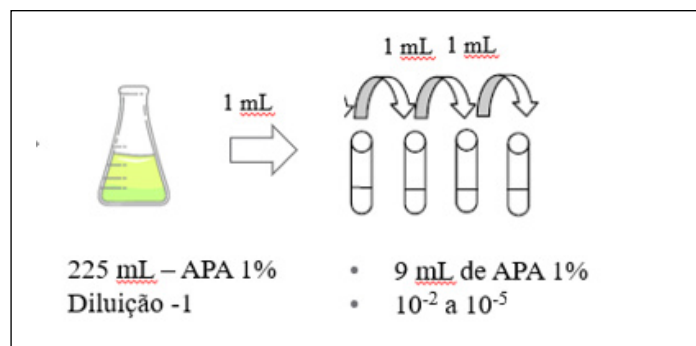 1 mL 1 mL
1 mL
225 mL – APA 1%
Diluição -1
• 9 mL de APA 1%
• 10⁻² a 10⁻⁵